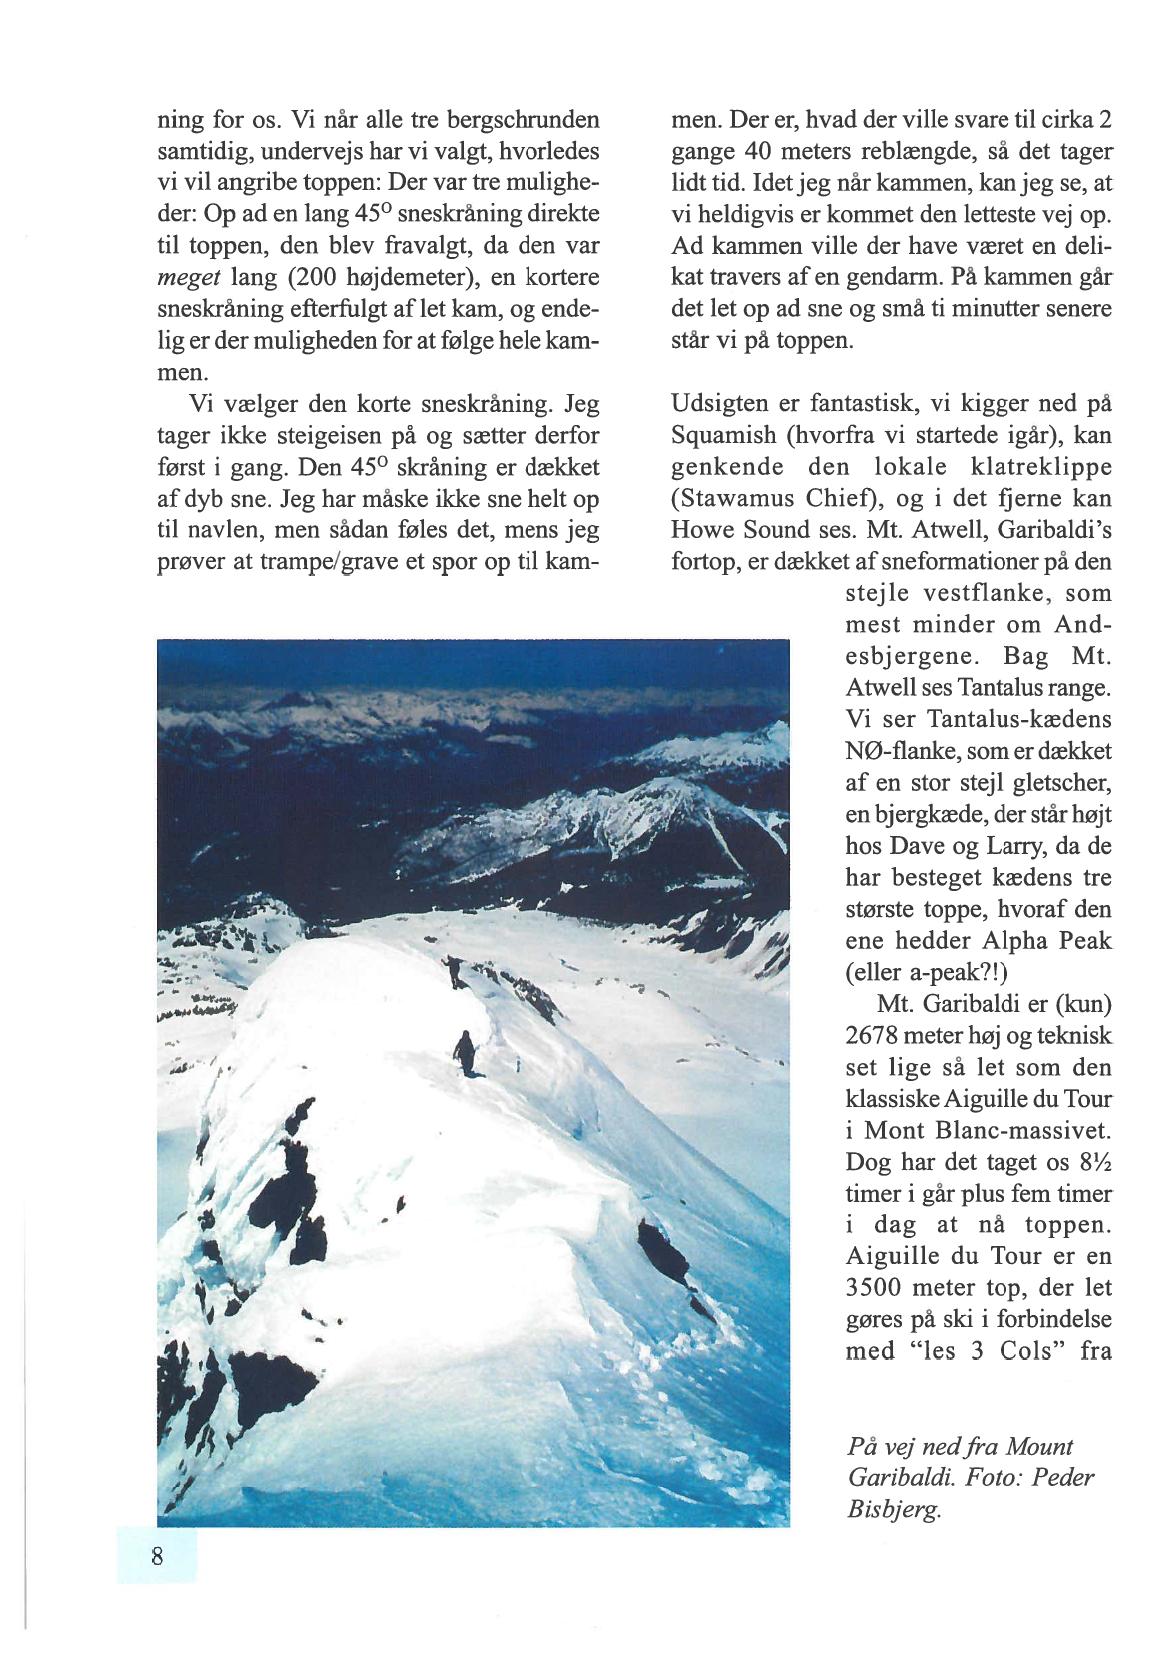 ning for os. Vi når alle tre bergschrunden
samtidig, undervejs har vi valgt, hvorledes
vi vil angribe toppen: Der var tre mulighe-
der: Op ad en lang 45⁰ sneskråning direkte
til toppen, den blev fravalgt, da den var
meget lang (200 højdemeter), en kortere
sneskråning efterfulgt af let kam, og ende-
lig er der muligheden for at følge hele kam-
men.
Vi vælger den korte sneskråning. Jeg
tager ikke steigeisen på og sætter derfor
først i gang. Den 45⁰ skråning er dækket
af dyb sne. Jeg har måske ikke sne helt op
til navlen, men sådan føles det, mens jeg
prøver at trampe/grave et spor op til kam-
men. Der er, hvad der ville svare til cirka 2
gange 40 meters reblængde, så det tager
lidt tid. Idet jeg når kammen, kan jeg se, at
vi heldigvis er kommet den letteste vej op.
Ad kammen ville der have været en deli-
kat travers af en gendarm. På kammen går
det let op ad sne og små ti minutter senere
står vi på toppen.
Udsigten er fantastisk, vi kigger ned på
Squamish (hvorfra vi startede igår), kan
genkende den lokale klatreklippe
(Stawamus Chief), og i det fjerne kan
Howe Sound ses. Mt. Atwell, Garibaldi’s
fortop, er dækket af sneformationer på den
stejle vestflanke, som
mest minder om And-
esbjergene. Bag Mt.
Atwell ses Tantalus range.
Vi ser Tantalus-kædens
NØ-flanke, som er dækket
af en stor stejl gletscher,
en bjergkæde, der står højt
hos Dave og Larry, da de
har besteget kædens tre
største toppe, hvoraf den
ene hedder Alpha Peak
(eller a-peak?!)
Mt. Garibaldi er (kun)
2678 meter høj og teknisk
set lige så let som den
klassiske Aiguille du Tour
i Mont Blanc-massivet.
Dog har det taget os 8½
timer i går plus fem timer
i dag at nå toppen.
Aiguille du Tour er en
3500 meter top, der let
gøres på ski i forbindelse
med “les 3 Cols” fra
På vej ned fra Mount
Garibaldi. Foto: Peder
Bisbjerg.
8